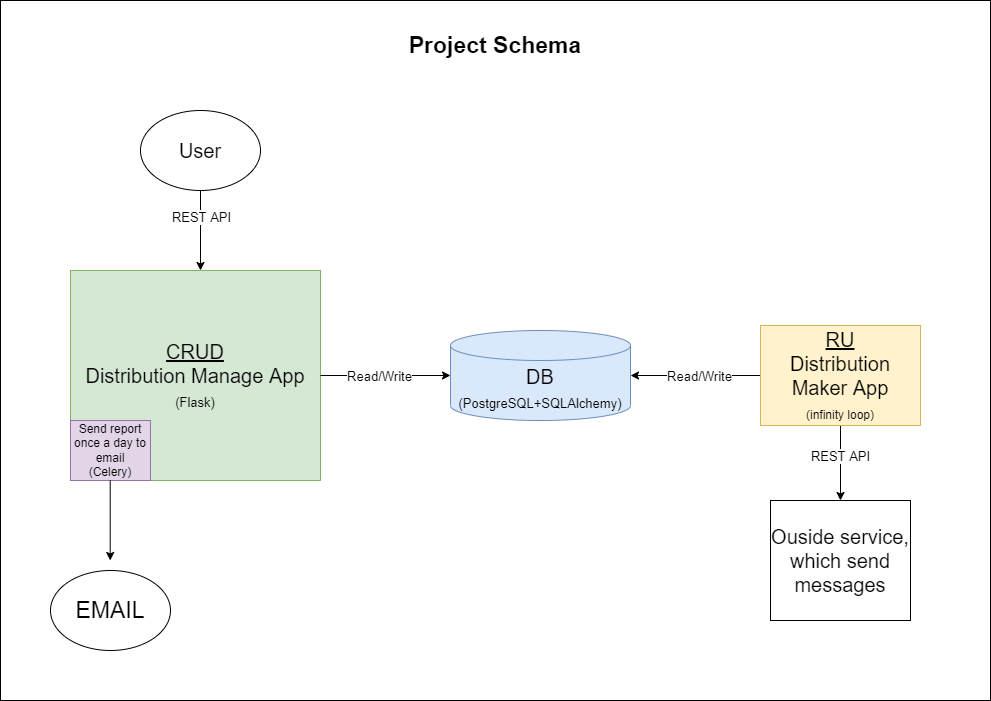 Project Schema
User
REST API
CRUD
Distribution Manage App
(Flask)
Send report
once a day to
email
(Celery)
EMAIL
Read/Write
DB
(PostgreSQL+SQLAlchemy)
Read/Write
RU
Distribution
Maker App
(infinity loop)
REST API
Ouside service,
which send
messages